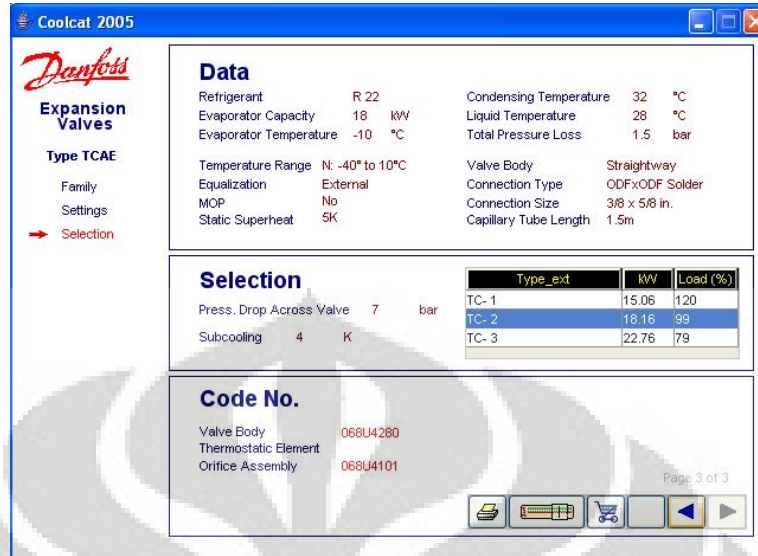 Coolcat 2005
Danfoss
Expansion
Valves
Type TCAE
Family
Settings
Selection
Data
Refrigerant R 22
Evaporator Capacity 18 kW
Evaporator Temperature -10 °C
Temperature Range N: -40° to 10°C
Equalization External
MOP No
Static Superheat 5K
Condensing Temperature 32 °C
Liquid Temperature 28 °C
Total Pressure Loss 1.5 bar
Valve Body Straightway
Connection Type ODFxODF Solder
Connection Size 3/8 x 5/8 in.
Capillary Tube Length 1.5m
Selection
Press. Drop Across Valve 7 bar
Subcooling 4 K
Type_ext kW Load (%)
TC- 1 15.06 120
TC- 2 18.16 99
TC- 3 22.76 79
Code No.
Valve Body 068U4280
Thermostatic Element
Orifice Assembly 068U4101
Page 3 of 3